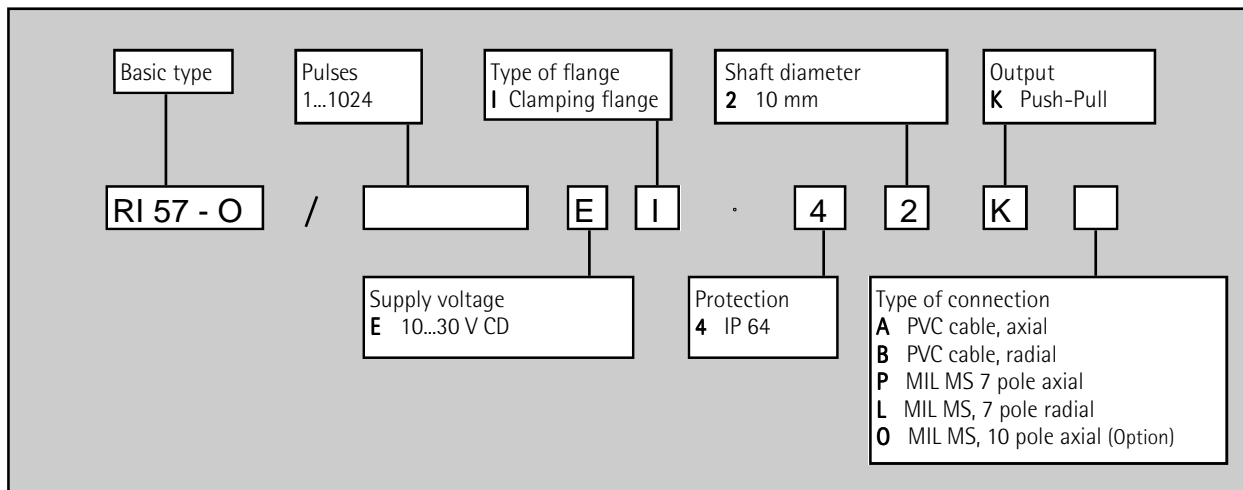 Basic type
Pulses
1...1024
Type of flange
I Clamping flange
Shaft diameter
2 10 mm
Output
K Push-Pull
RI 57 - O / E I . 4 2 K
Supply voltage
E 10...30 V CD
Protection
4 IP 64
Type of connection
A PVC cable, axial
B PVC cable, radial
P MIL MS 7 pole axial
L MIL MS, 7 pole radial
O MIL MS, 10 pole axial (Option)